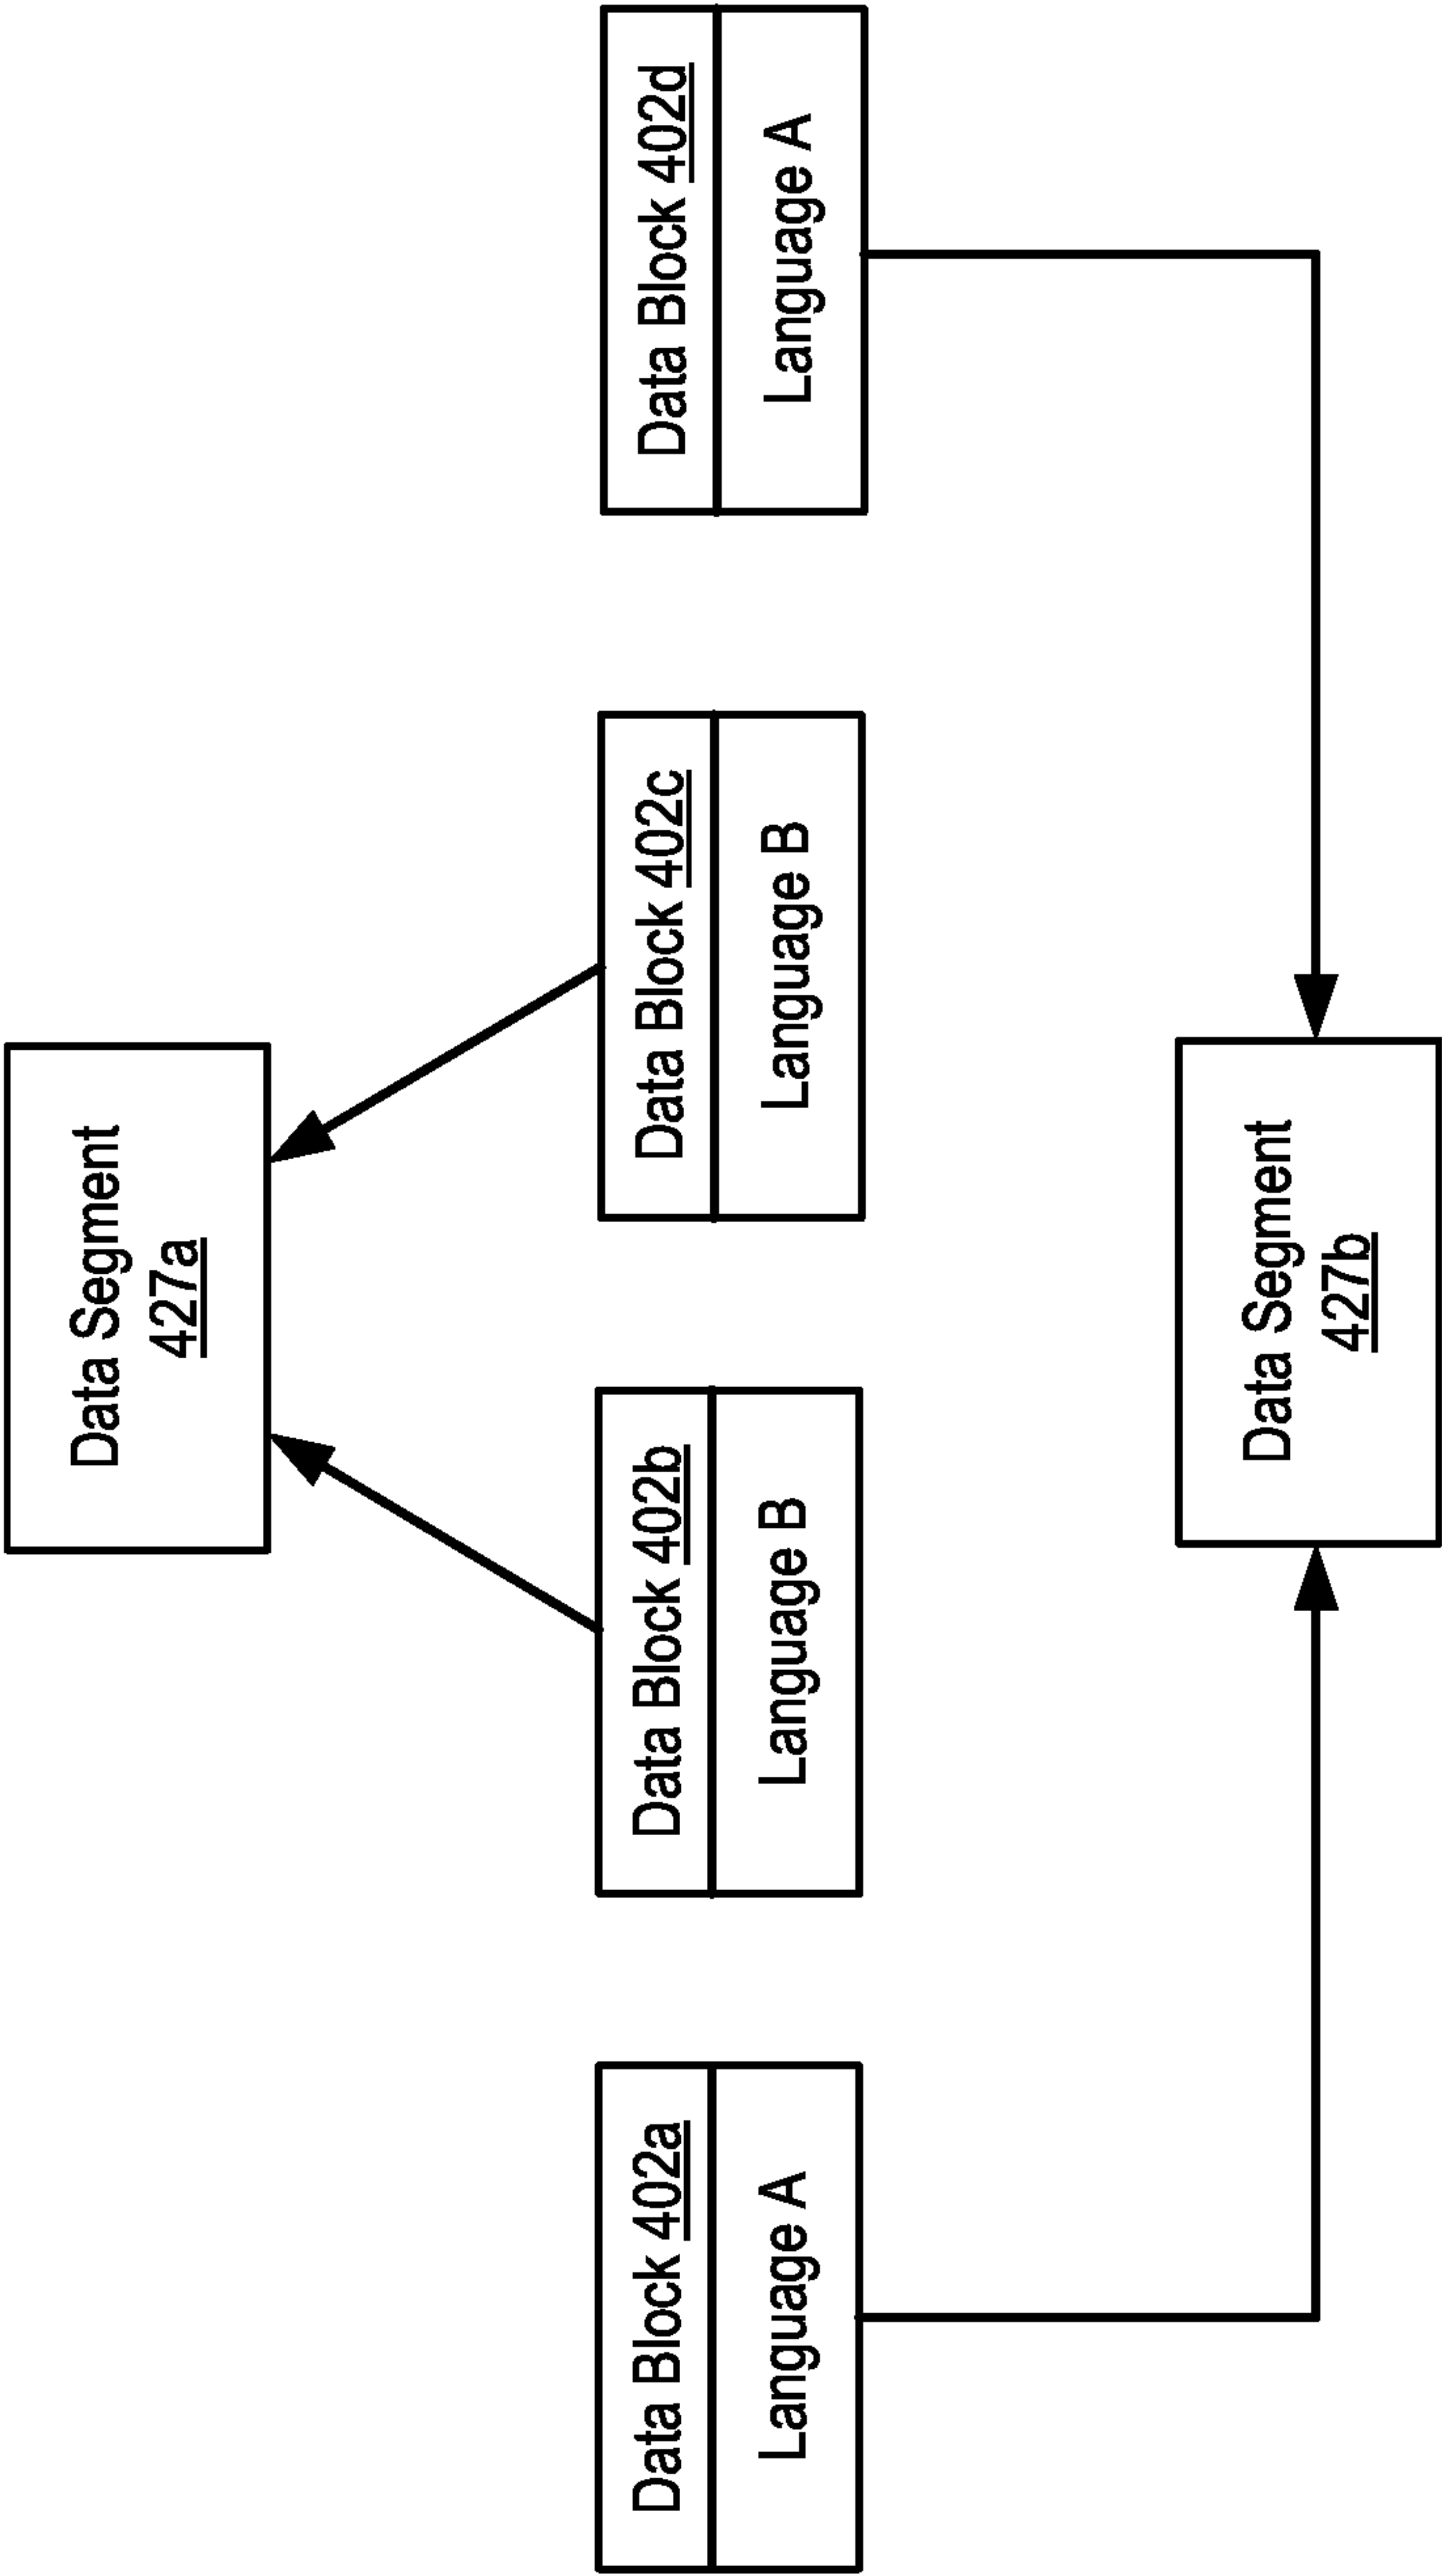 Data Segment
427a
Data Block 402a
Language A
Data Block 402b
Language B
Data Block 402c
Language B
Data Block 402d
Language A
Data Segment
427b